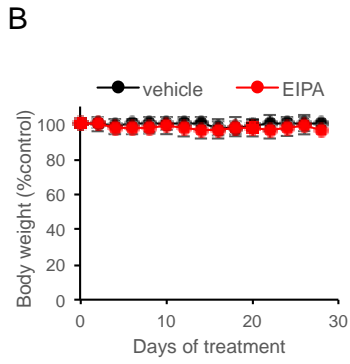 B
vehicle EIPA
Body weight (%control)
100
80
60
40
20
0
0 10 20 30
Days of treatment